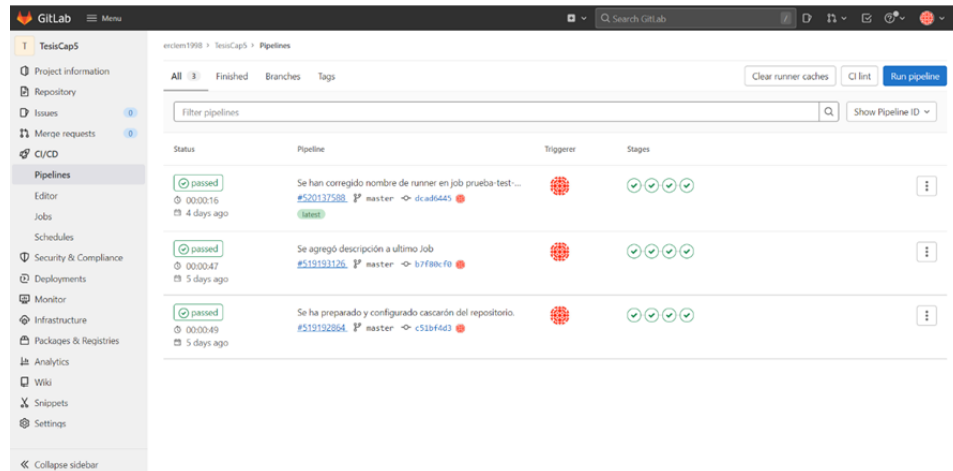 GitLab Menu Search GitLab /
T TesisCap5
Project information
Repository
Issues 0
Merge requests 0
CI/CD
Pipelines
Editor
Jobs
Schedules
Security & Compliance
Deployments
Monitor
Infrastructure
Packages & Registries
Analytics
Wiki
Snippets
Settings
Collapse sidebar
erclem1998 > TesisCap5 > Pipelines
All 3 Finished Branches Tags Clear runner caches CI lint Run pipeline
Filter pipelines Show Pipeline ID
Status Pipeline Triggerer Stages
passed Se han corregido nombre de runner en job prueba-test-...
00:00:16 #520137588 master dcad6445
4 days ago latest
passed Se agregó descripción a ultimo Job
00:00:47 #519193126 master b7f80cf0
5 days ago
passed Se ha preparado y configurado cascarón del repositorio.
00:00:49 #519192864 master c51bf4d3
5 days ago